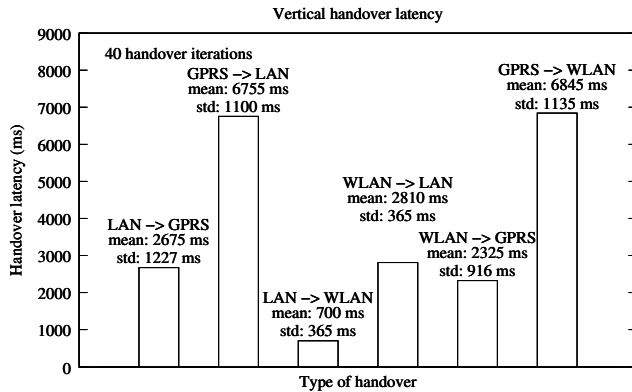 Vertical handover latency
9000
8000
7000
6000
5000
4000
3000
2000
1000
0
Handover latency (ms)
40 handover iterations
LAN –> GPRS
mean: 2675 ms
std: 1227 ms
GPRS –> LAN
mean: 6755 ms
std: 1100 ms
LAN –> WLAN
mean: 700 ms
std: 365 ms
WLAN –> LAN
mean: 2810 ms
std: 365 ms
WLAN –> GPRS
mean: 2325 ms
std: 916 ms
GPRS –> WLAN
mean: 6845 ms
std: 1135 ms
Type of handover